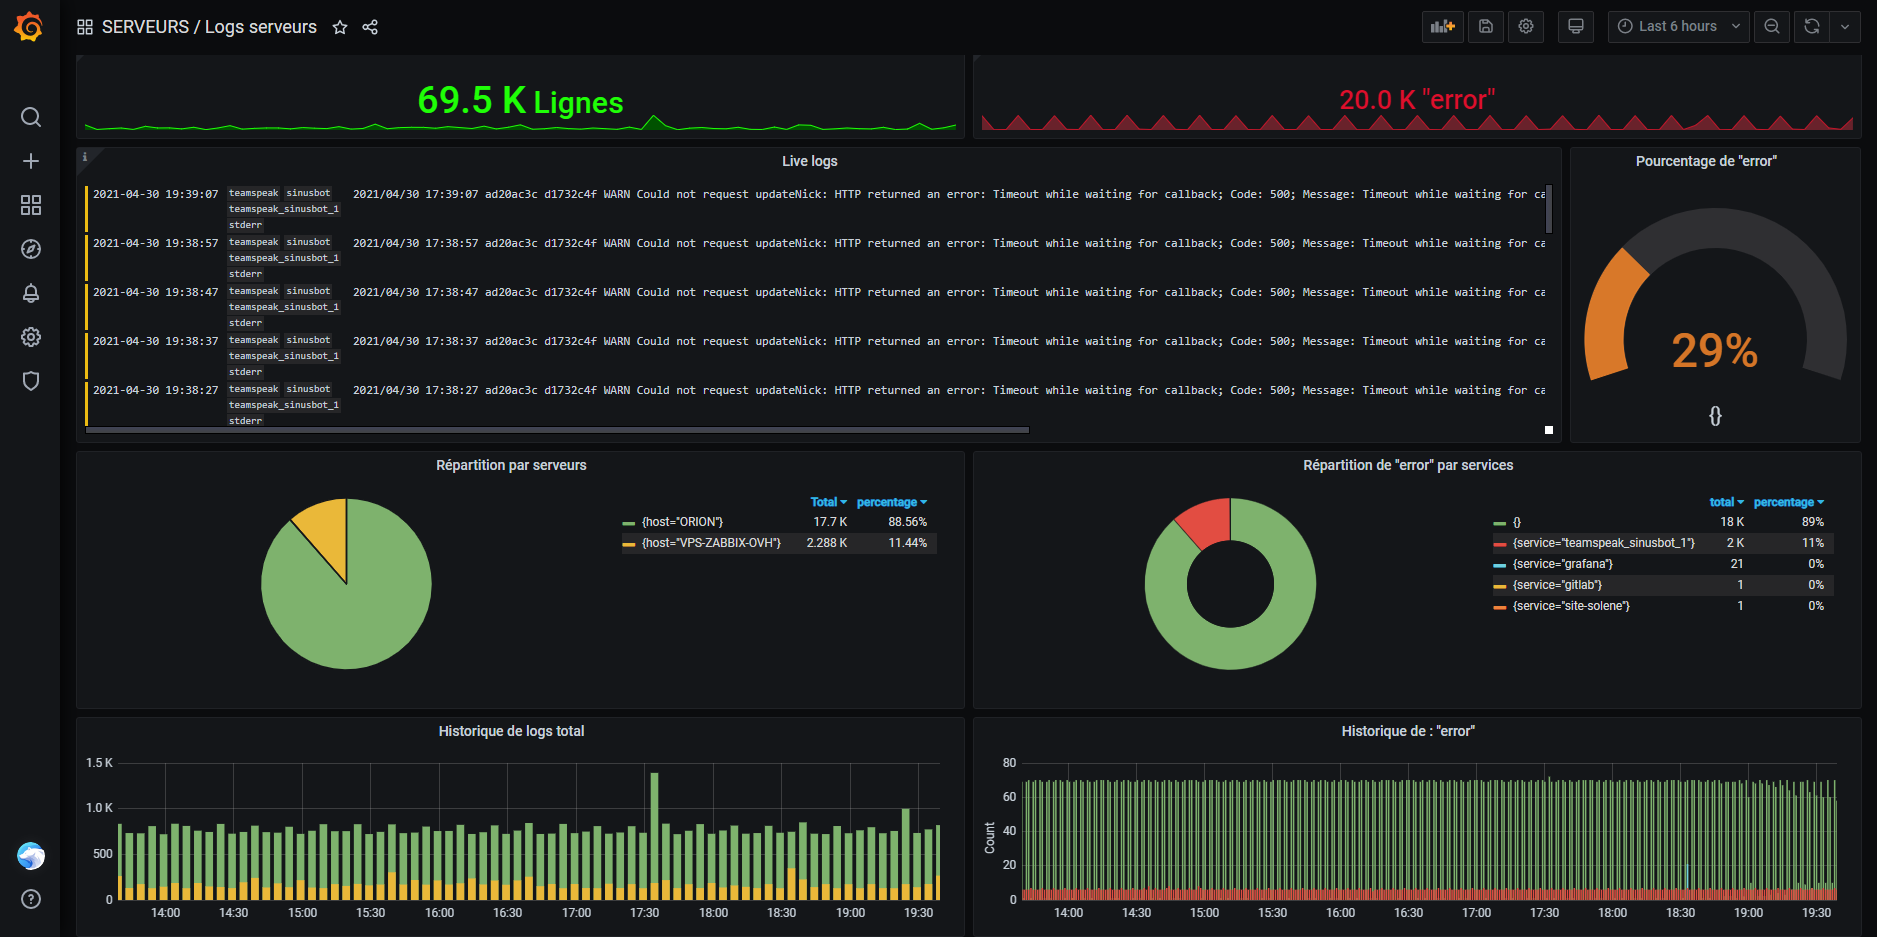 SERVEURS / Logs serveurs
Last 6 hours
69.5 K Lignes
20.0 K "error"
Live logs
2021-04-30 19:39:07 teamspeak sinusbot 2021/04/30 17:39:07 ad20ac3c d1732c4f WARN Could not request updateNick: HTTP returned an error: Timeout while waiting for callback; Code: 500; Message: Timeout while waiting for ca
teamspeak_sinusbot_1
stderr
2021-04-30 19:38:57 teamspeak sinusbot 2021/04/30 17:38:57 ad20ac3c d1732c4f WARN Could not request updateNick: HTTP returned an error: Timeout while waiting for callback; Code: 500; Message: Timeout while waiting for ca
teamspeak_sinusbot_1
stderr
2021-04-30 19:38:47 teamspeak sinusbot 2021/04/30 17:38:47 ad20ac3c d1732c4f WARN Could not request updateNick: HTTP returned an error: Timeout while waiting for callback; Code: 500; Message: Timeout while waiting for ca
teamspeak_sinusbot_1
stderr
2021-04-30 19:38:37 teamspeak sinusbot 2021/04/30 17:38:37 ad20ac3c d1732c4f WARN Could not request updateNick: HTTP returned an error: Timeout while waiting for callback; Code: 500; Message: Timeout while waiting for ca
teamspeak_sinusbot_1
stderr
2021-04-30 19:38:27 teamspeak sinusbot 2021/04/30 17:38:27 ad20ac3c d1732c4f WARN Could not request updateNick: HTTP returned an error: Timeout while waiting for callback; Code: 500; Message: Timeout while waiting for ca
teamspeak_sinusbot_1
stderr
Pourcentage de "error"
29%
{}
Répartition par serveurs
Total percentage
{host="ORION"} 17.7 K 88.56%
{host="VPS-ZABBIX-OVH"} 2.288 K 11.44%
Répartition de "error" par services
total percentage
{} 18 K 89%
{service="teamspeak_sinusbot_1"} 2 K 11%
{service="grafana"} 21 0%
{service="gitlab"} 1 0%
{service="site-solene"} 1 0%
Historique de logs total
1.5 K
1.0 K
500
0
14:00 14:30 15:00 15:30 16:00 16:30 17:00 17:30 18:00 18:30 19:00 19:30
Historique de : "error"
Count
80
60
40
20
0
14:00 14:30 15:00 15:30 16:00 16:30 17:00 17:30 18:00 18:30 19:00 19:30